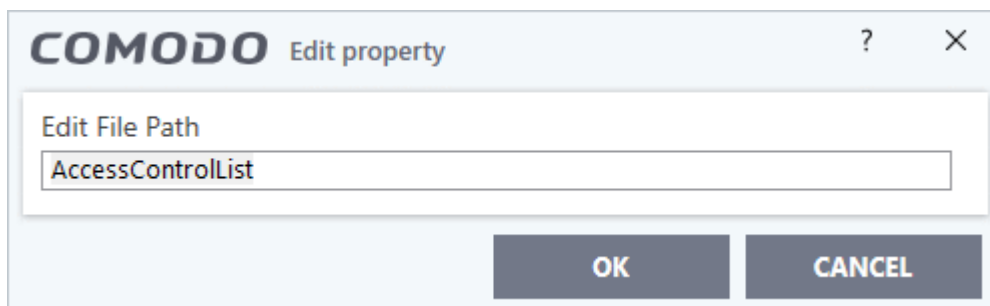 COMODO Edit property ? X
Edit File Path
AccessControlList
OK CANCEL